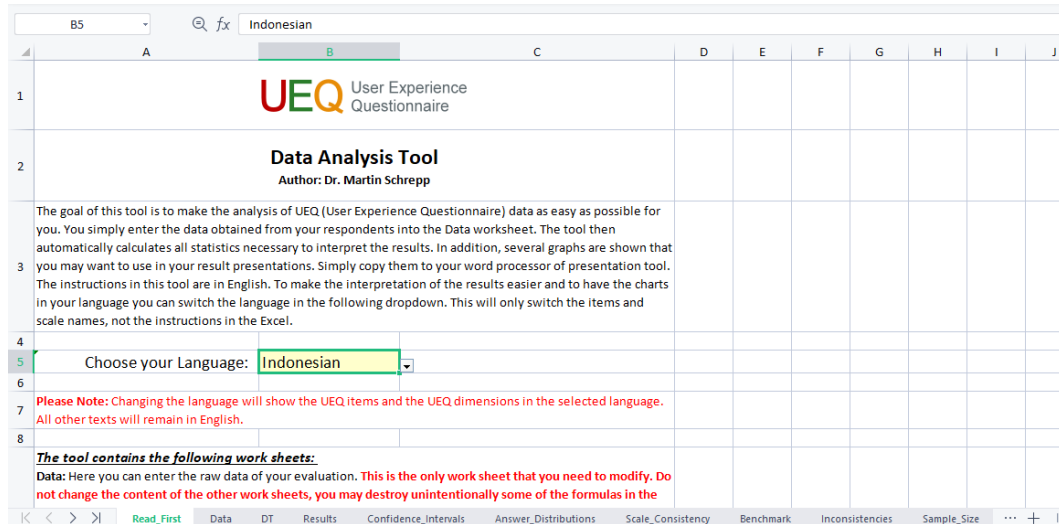 B5
fx
Indonesian
A B C D E F G H I J
1
UEQ User Experience
Questionnaire
2
Data Analysis Tool
Author: Dr. Martin Schrepp
3
The goal of this tool is to make the analysis of UEQ (User Experience Questionnaire) data as easy as possible for
you. You simply enter the data obtained from your respondents into the Data worksheet. The tool then
automatically calculates all statistics necessary to interpret the results. In addition, several graphs are shown that
you may want to use in your result presentations. Simply copy them to your word processor of presentation tool.
The instructions in this tool are in English. To make the interpretation of the results easier and to have the charts
in your language you can switch the language in the following dropdown. This will only switch the items and
scale names, not the instructions in the Excel.
4
5 Choose your Language: Indonesian
6
7
Please Note: Changing the language will show the UEQ items and the UEQ dimensions in the selected language.
All other texts will remain in English.
8
The tool contains the following work sheets:
Data: Here you can enter the raw data of your evaluation. This is the only work sheet that you need to modify. Do
not change the content of the other work sheets, you may destroy unintentionally some of the formulas in the
Read_First Data DT Results Confidence_Intervals Answer_Distributions Scale_Consistency Benchmark Inconsistencies Sample_Size ··· +